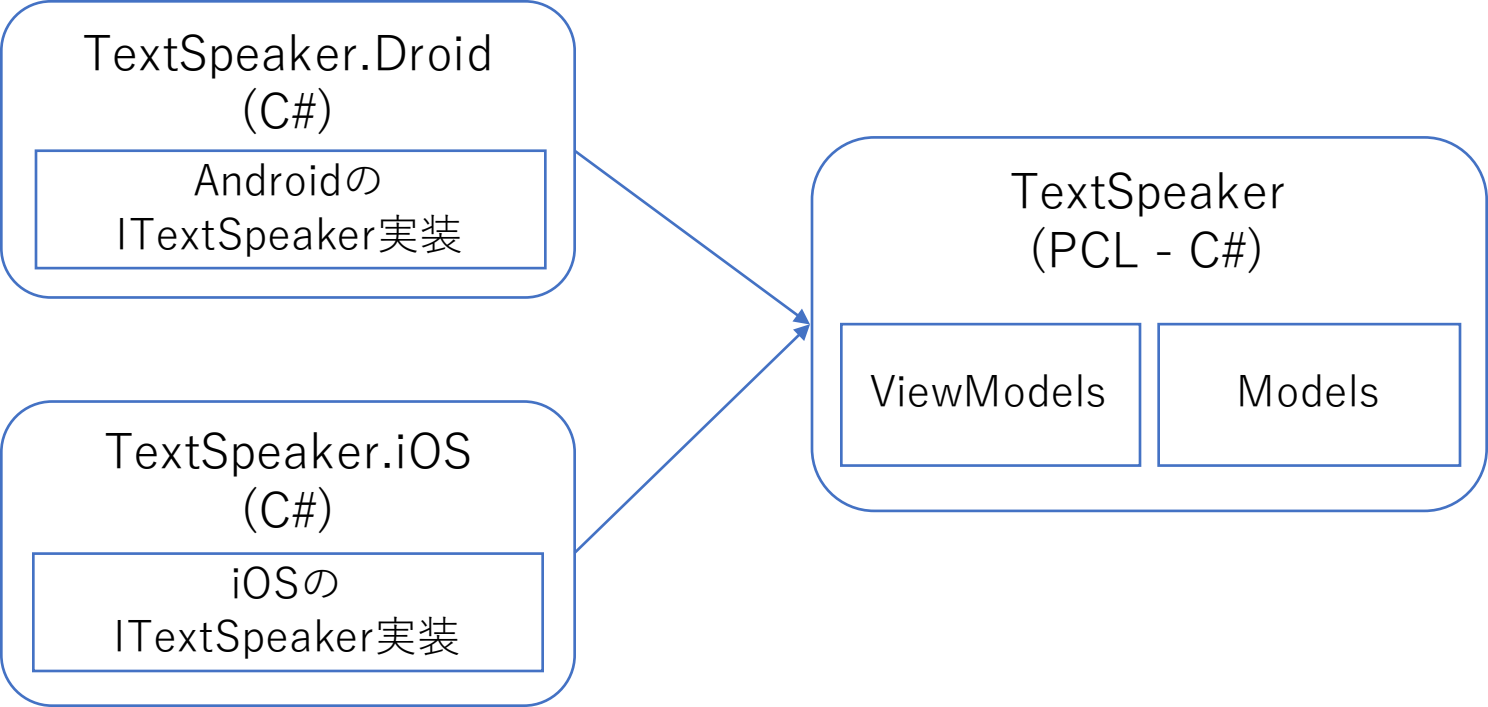 TextSpeaker.Droid
(C#)
Androidの
ITextSpeaker実装
TextSpeaker.iOS
(C#)
iOSの
ITextSpeaker実装
TextSpeaker
(PCL - C#)
ViewModels
Models